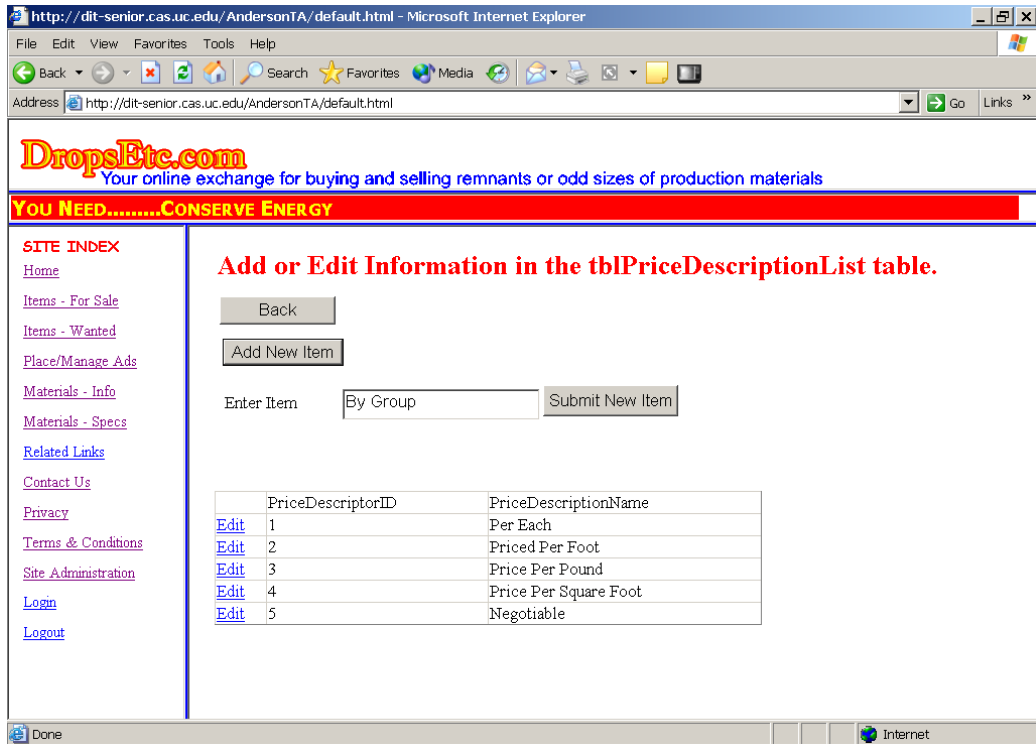 http://dit-senior.cas.uc.edu/AndersonTA/default.html - Microsoft Internet Explorer
File Edit View Favorites Tools Help
Back Search Favorites Media
Address http://dit-senior.cas.uc.edu/AndersonTA/default.html Go Links »
DropsEtc.com
Your online exchange for buying and selling remnants or odd sizes of production materials
YOU NEED.........CONSERVE ENERGY
SITE INDEX
Home
Items - For Sale
Items - Wanted
Place/Manage Ads
Materials - Info
Materials - Specs
Related Links
Contact Us
Privacy
Terms & Conditions
Site Administration
Login
Logout
Add or Edit Information in the tblPriceDescriptionList table.
Back
Add New Item
Enter Item By Group Submit New Item
PriceDescriptorID PriceDescriptionName
Edit 1 Per Each
Edit 2 Priced Per Foot
Edit 3 Price Per Pound
Edit 4 Price Per Square Foot
Edit 5 Negotiable
Done Internet